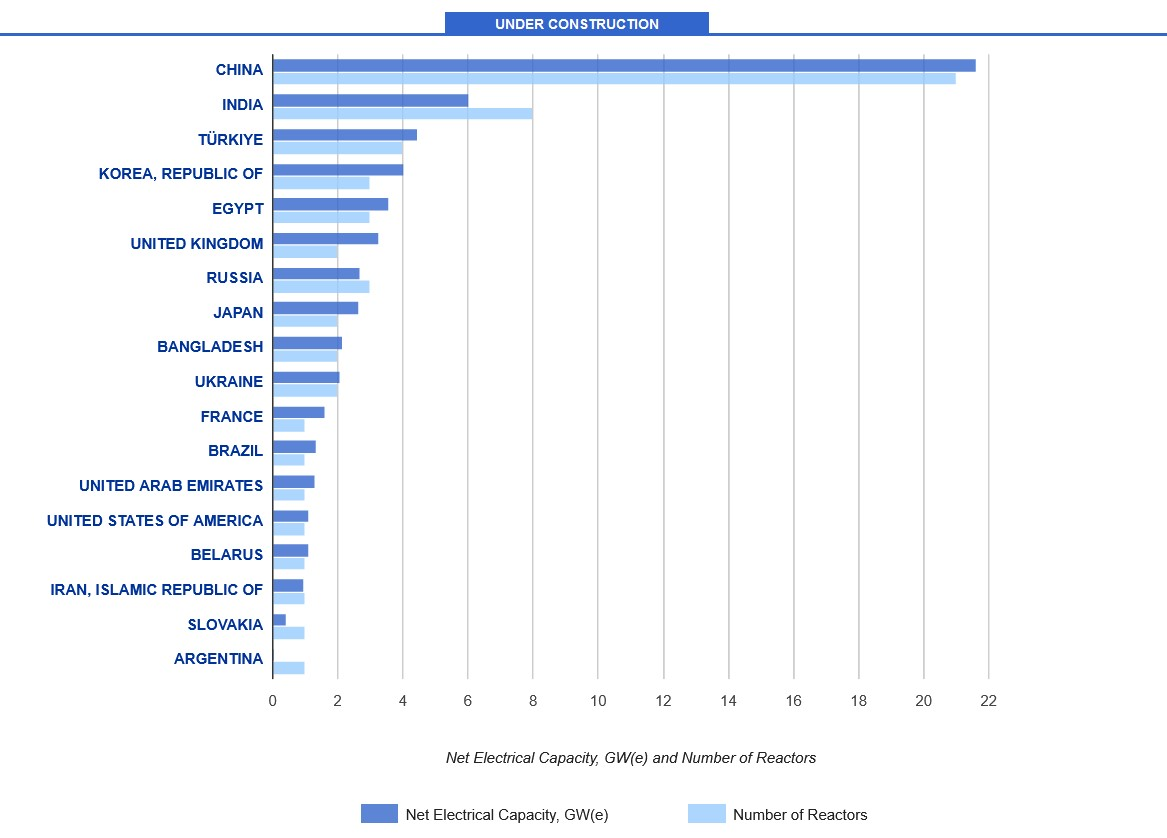 UNDER CONSTRUCTION
CHINA
INDIA
TÜRKIYE
KOREA, REPUBLIC OF
EGYPT
UNITED KINGDOM
RUSSIA
JAPAN
BANGLADESH
UKRAINE
FRANCE
BRAZIL
UNITED ARAB EMIRATES
UNITED STATES OF AMERICA
BELARUS
IRAN, ISLAMIC REPUBLIC OF
SLOVAKIA
ARGENTINA
0 2 4 6 8 10 12 14 16 18 20 22
Net Electrical Capacity, GW(e) and Number of Reactors
Net Electrical Capacity, GW(e) Number of Reactors